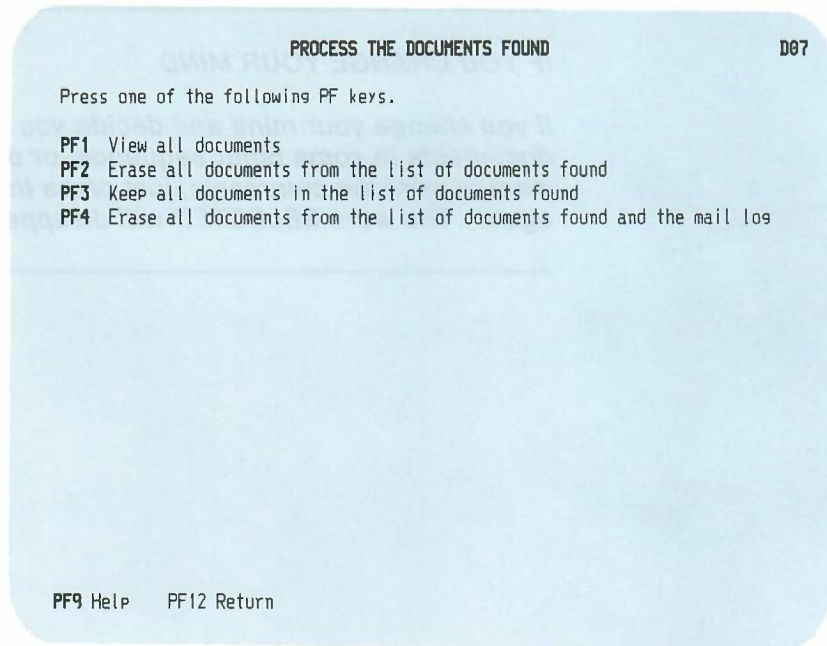 PROCESS THE DOCUMENTS FOUND D07
Press one of the following PF keys.
PF1 View all documents
PF2 Erase all documents from the list of documents found
PF3 Keep all documents in the list of documents found
PF4 Erase all documents from the list of documents found and the mail log
PF9 Help PF12 Return